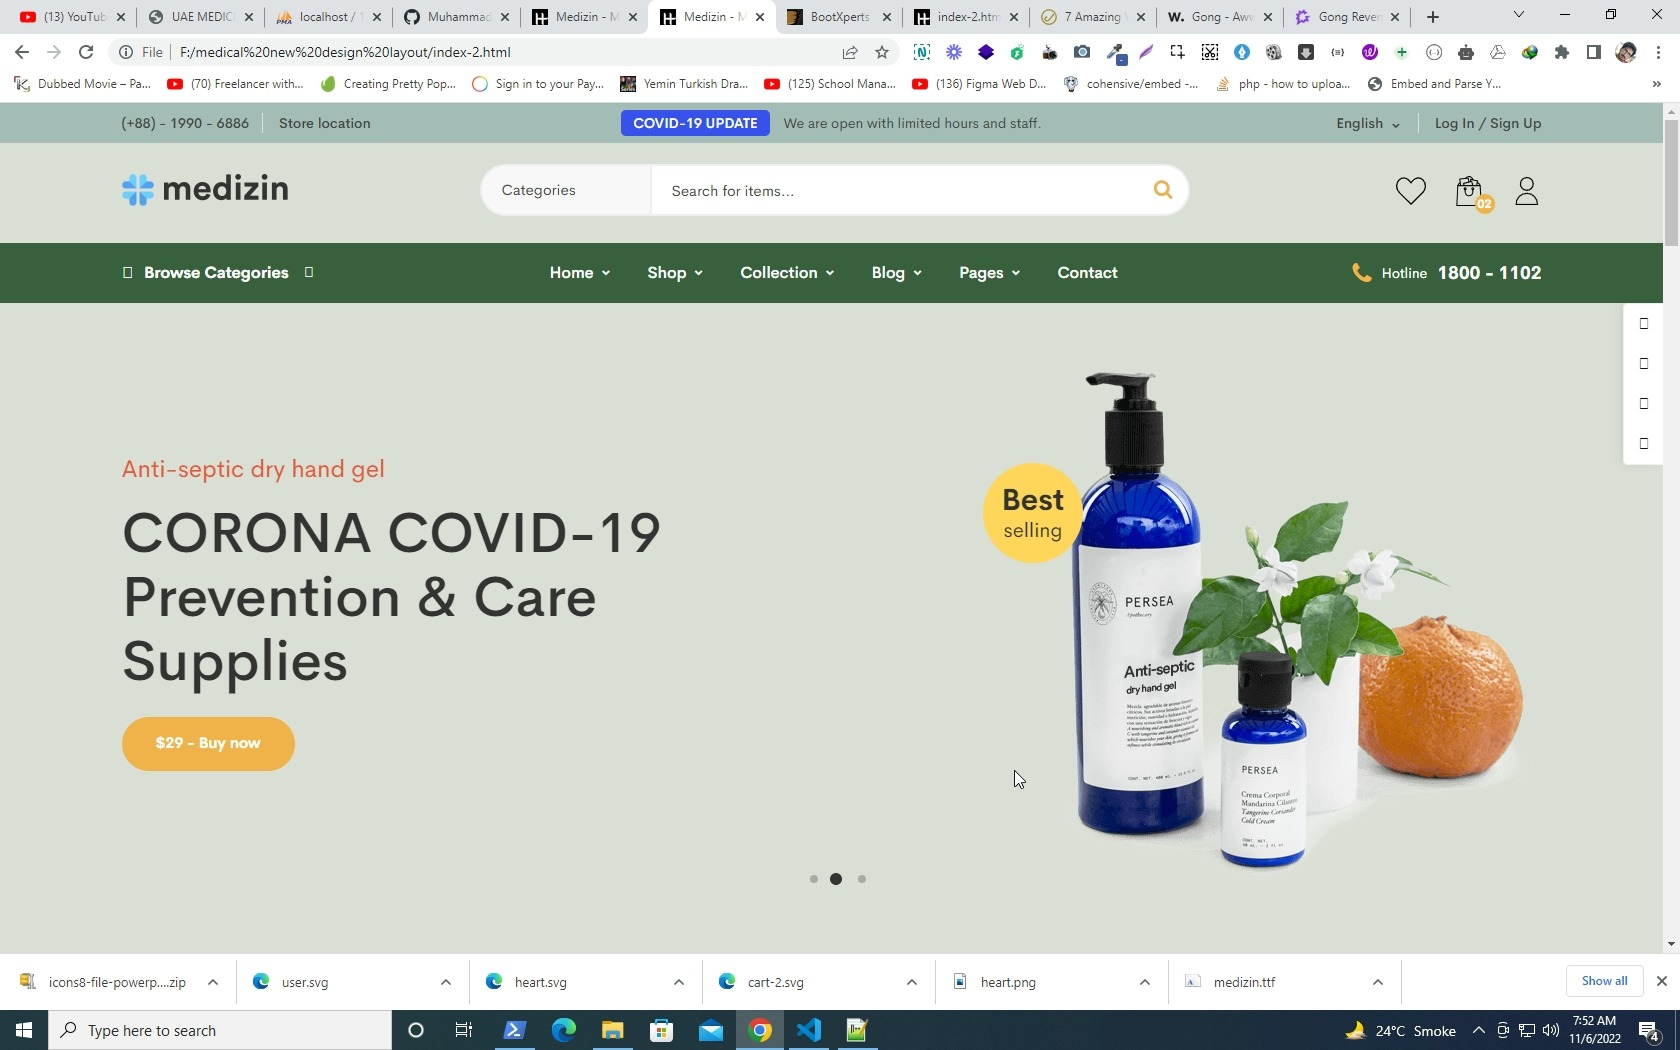 (13) YouTub
UAE MEDIC
localhost / 1
Muhammad
Medizin - M
Medizin - M
BootXperts
index-2.htm
7 Amazing
Gong - Aww
Gong Rever
File
F:/medical%20new%20design%20layout/index-2.html
Dubbed Movie – Pa...
(70) Freelancer with...
Creating Pretty Pop...
Sign in to your Pay...
Yemin Turkish Dra...
(125) School Mana...
(136) Figma Web D...
cohensive/embed -...
php - how to uploa...
Embed and Parse Y...
(+88) - 1990 - 6886
Store location
COVID-19 UPDATE
We are open with limited hours and staff.
English
Log In / Sign Up
medizin
Categories
Search for items...
02
Browse Categories
Home
Shop
Collection
Blog
Pages
Contact
Hotline 1800 - 1102
Anti-septic dry hand gel
CORONA COVID-19
Prevention & Care
Supplies
$29 - Buy now
Best
selling
PERSEA
Apothecary
Anti-septic
dry hand gel
PERSEA
Crema Corporal
Mandarina Cilantro
Tangerine Coriander
Cold Cream
icons8-file-powerp....zip
user.svg
heart.svg
cart-2.svg
heart.png
medizin.ttf
Show all
Type here to search
24°C Smoke
7:52 AM
11/6/2022
4